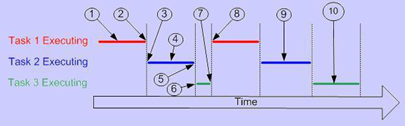 1 2 3 4 5 6 7 8 9 10
Task 1 Executing
Task 2 Executing
Task 3 Executing
Time